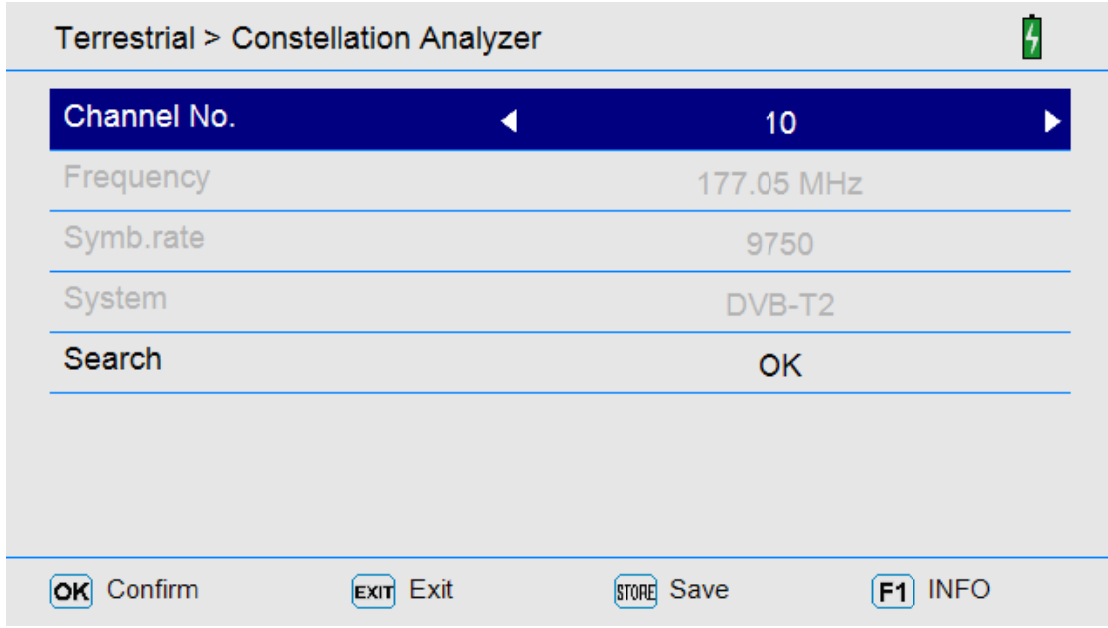 Terrestrial > Constellation Analyzer
Channel No. 10
Frequency 177.05 MHz
Symb.rate 9750
System DVB-T2
Search OK
OK Confirm EXIT Exit STORE Save F1 INFO